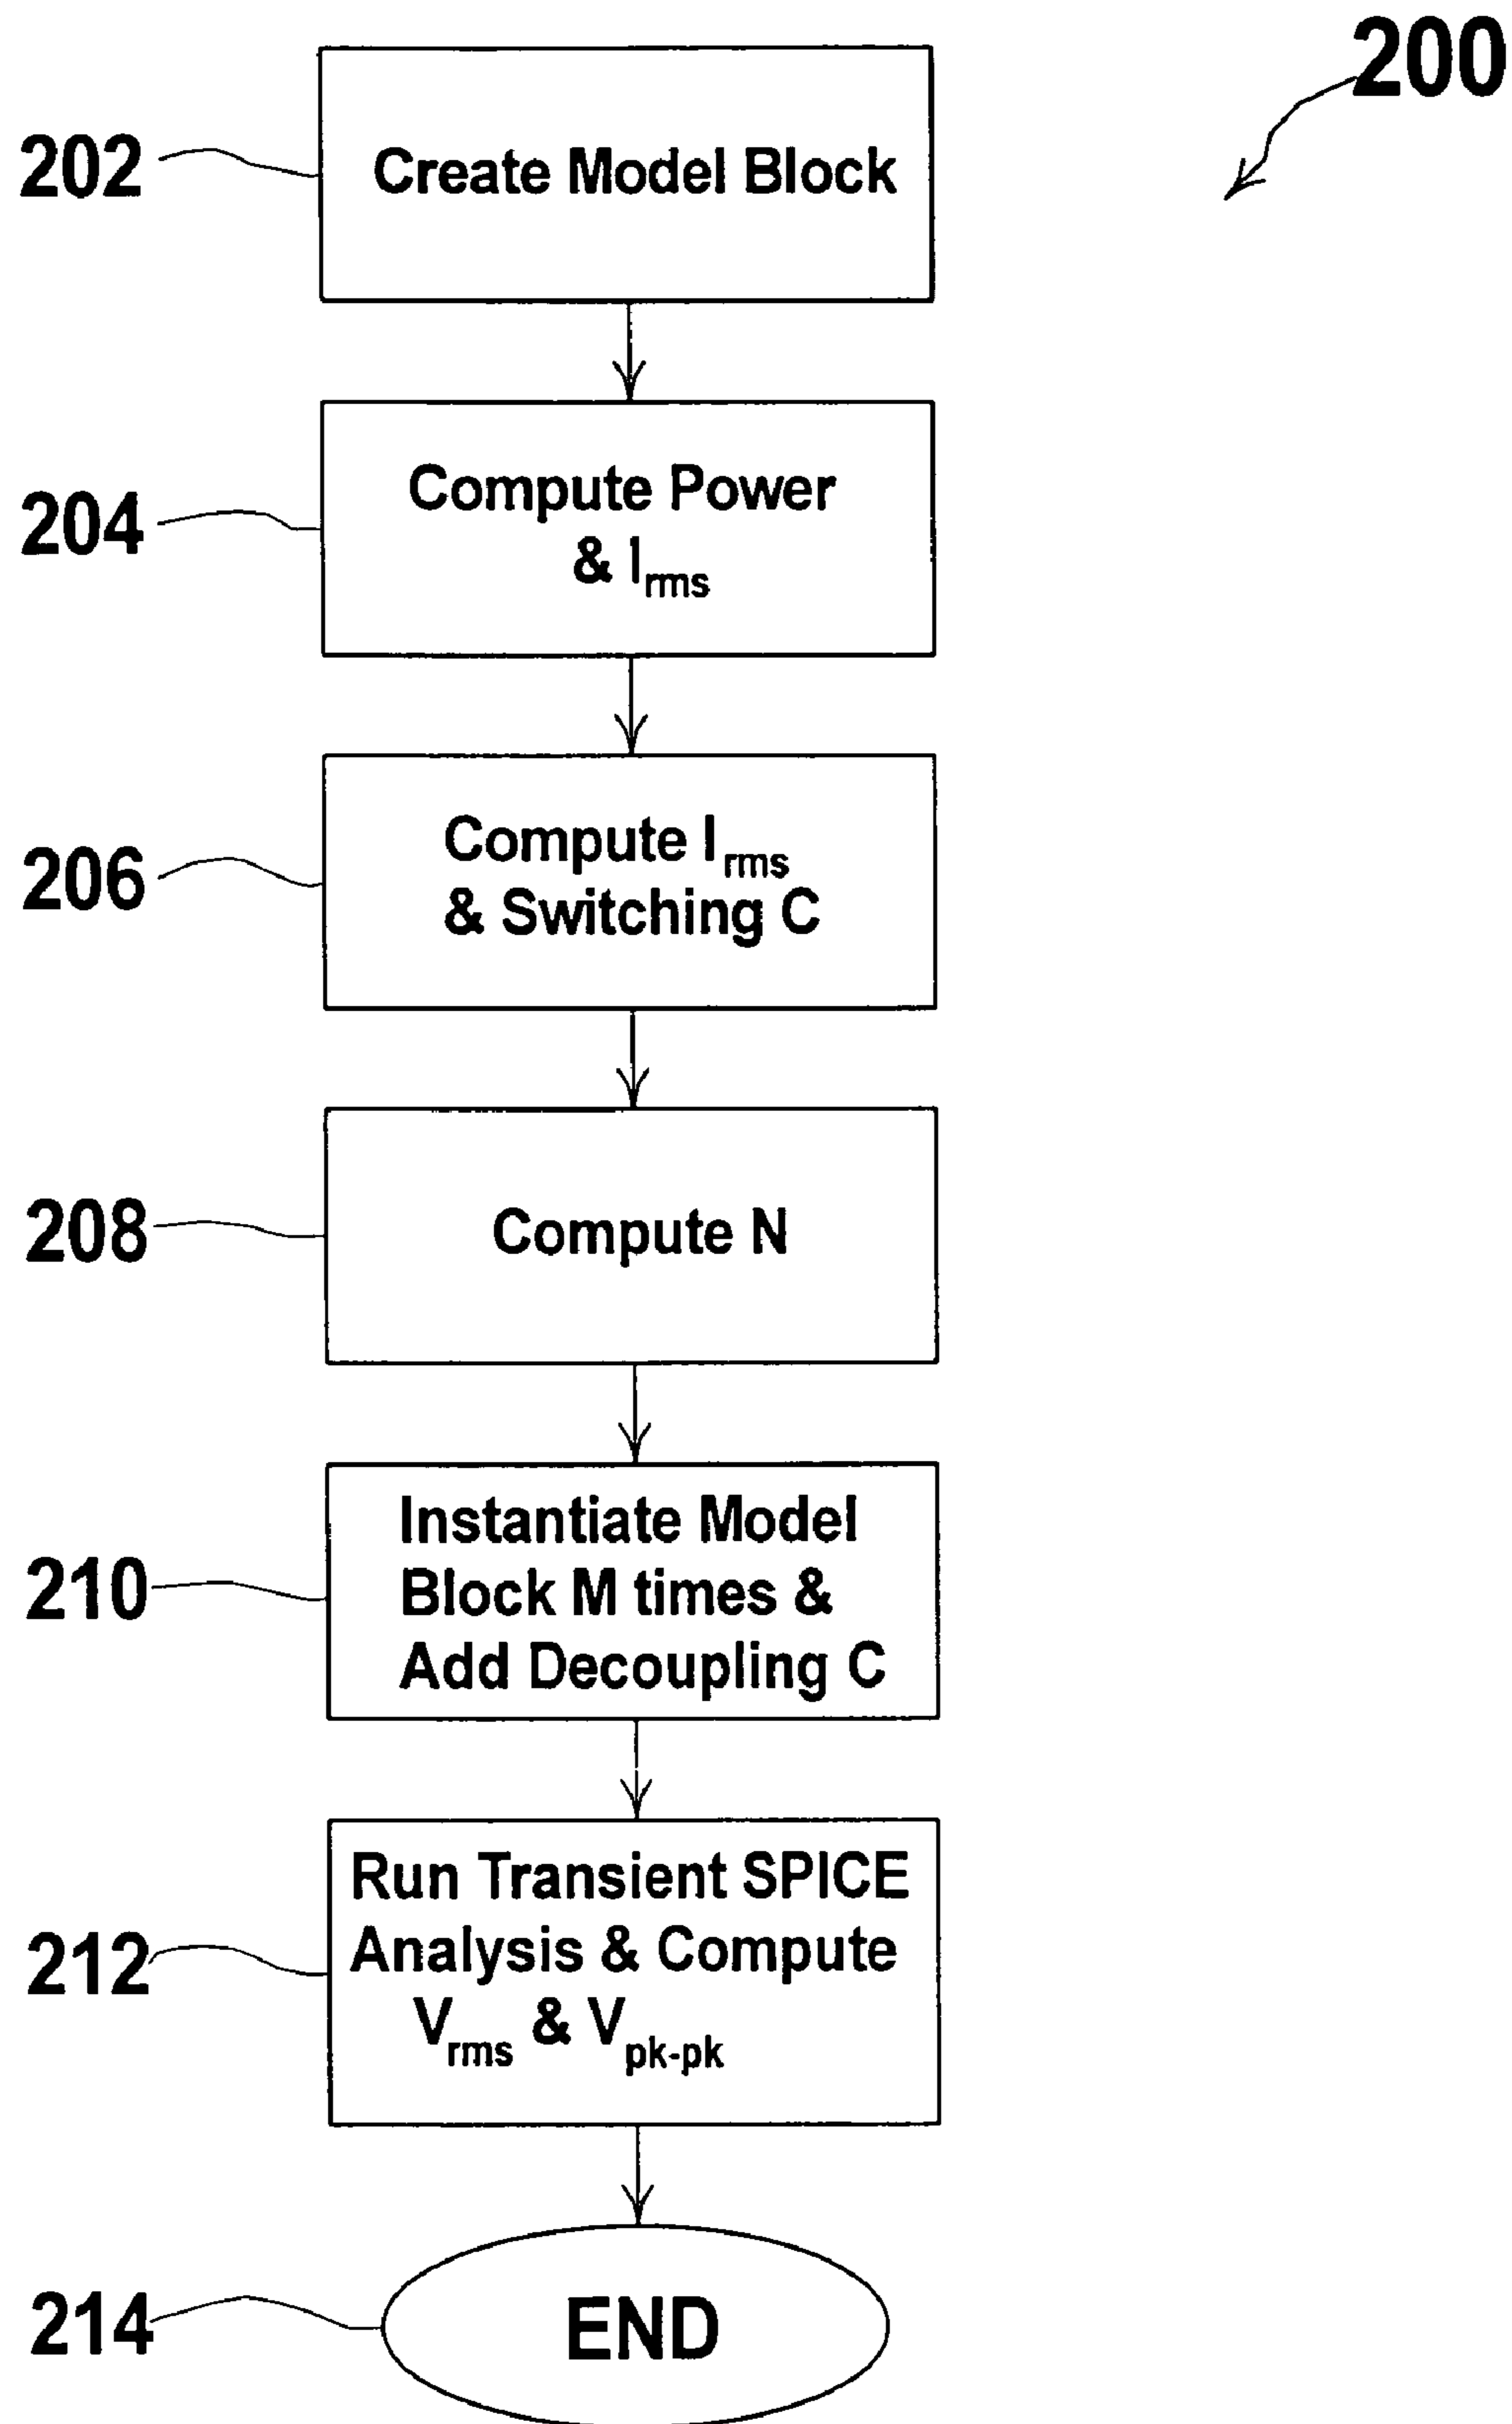 200
202
Create Model Block
204
Compute Power
& Irms
206
Compute Irms
& Switching C
208
Compute N
210
Instantiate Model
Block M times &
Add Decoupling C
212
Run Transient SPICE
Analysis & Compute
Vrms & Vpk-pk
214
END